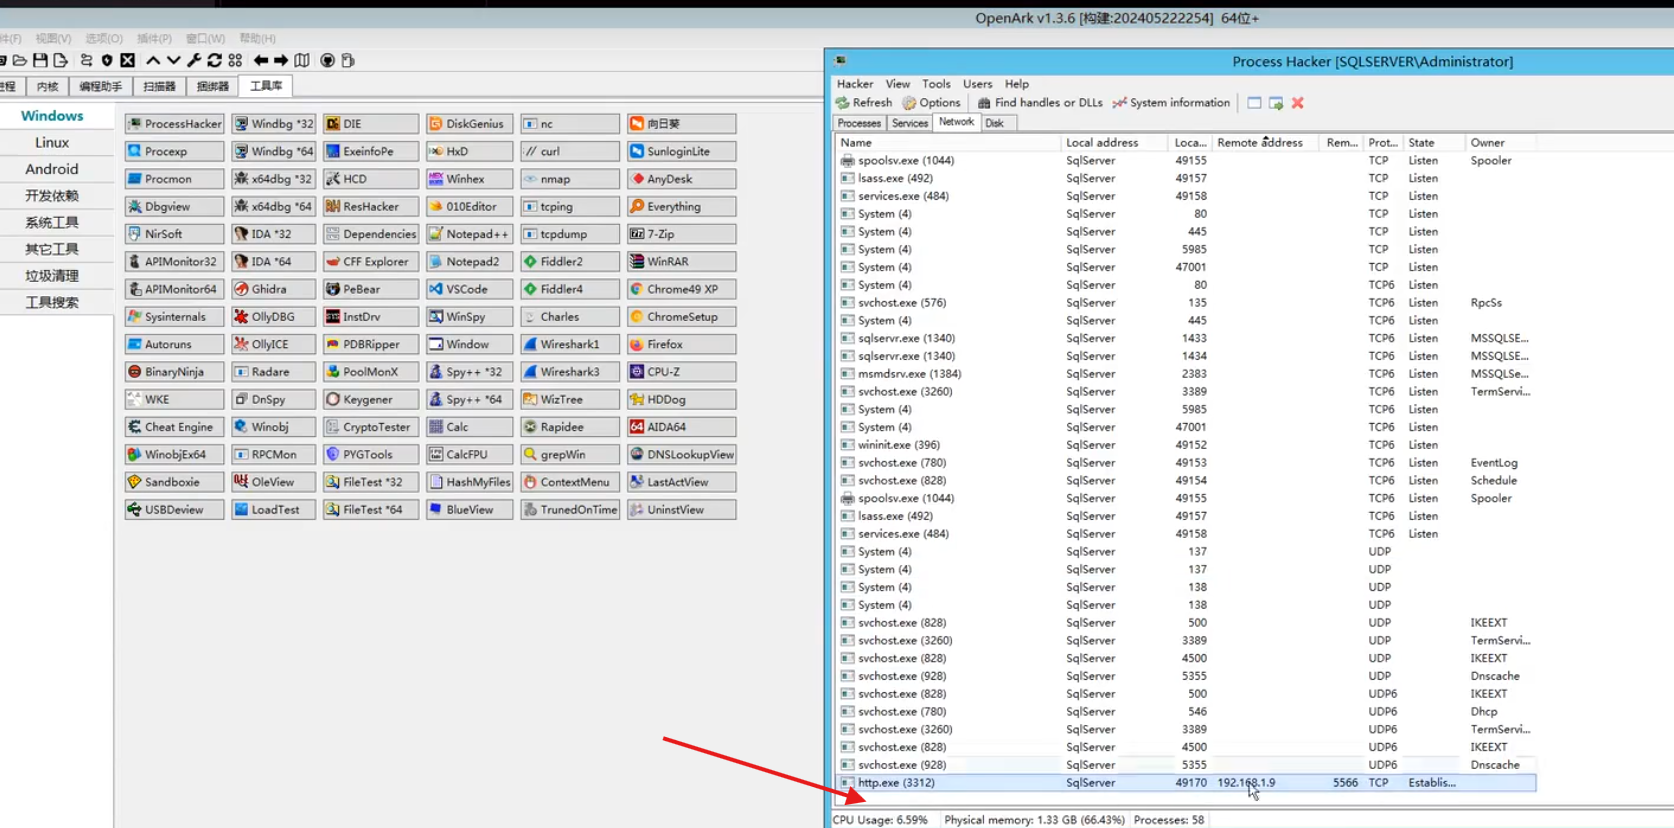 OpenArk v1.3.6 [构建:202405222254] 64位+
件(F) 视图(V) 选项(O) 插件(P) 窗口(W) 帮助(H)
进程 内核 编程助手 扫描器 捆绑器 工具库
Windows
Linux
Android
开发依赖
系统工具
其它工具
垃圾清理
工具搜索
ProcessHacker Windbg *32 DIE DiskGenius nc 向日葵
Procexp Windbg *64 ExeinfoPe HxD curl SunloginLite
Procmon x64dbg *32 HCD Winhex nmap AnyDesk
Dbgview x64dbg *64 ResHacker 010Editor tcping Everything
NirSoft IDA *32 Dependencies Notepad++ tcpdump 7-Zip
APIMonitor32 IDA *64 CFF Explorer Notepad2 Fiddler2 WinRAR
APIMonitor64 Ghidra PeBear VSCode Fiddler4 Chrome49 XP
Sysinternals OllyDBG InstDrv WinSpy Charles ChromeSetup
Autoruns OllyICE PDBRipper Window Wireshark1 Firefox
BinaryNinja Radare PoolMonX Spy++ *32 Wireshark3 CPU-Z
WKE DnSpy Keygener Spy++ *64 WizTree HDDog
Cheat Engine Winobj CryptoTester Calc Rapidee AIDA64
WinobjEx64 RPCMon PYGTools CalcFPU grepWin DNSLookupView
Sandboxie OleView FileTest *32 HashMyFiles ContextMenu LastActView
USBDeview LoadTest FileTest *64 BlueView TrunedOnTime UninstView
Process Hacker [SQLSERVER\Administrator]
Hacker View Tools Users Help
Refresh Options Find handles or DLLs System information
Processes Services Network Disk
Name Local address Loca... Remote address Rem... Prot... State Owner
spoolsv.exe (1044) SqlServer 49155 TCP Listen Spooler
lsass.exe (492) SqlServer 49157 TCP Listen
services.exe (484) SqlServer 49158 TCP Listen
System (4) SqlServer 80 TCP Listen
System (4) SqlServer 445 TCP Listen
System (4) SqlServer 5985 TCP Listen
System (4) SqlServer 47001 TCP Listen
System (4) SqlServer 80 TCP6 Listen
svchost.exe (576) SqlServer 135 TCP6 Listen RpcSs
System (4) SqlServer 445 TCP6 Listen
sqlservr.exe (1340) SqlServer 1433 TCP6 Listen MSSQLSE...
sqlservr.exe (1340) SqlServer 1434 TCP6 Listen MSSQLSE...
msmdsrv.exe (1384) SqlServer 2383 TCP6 Listen MSSQLSe...
svchost.exe (3260) SqlServer 3389 TCP6 Listen TermServi...
System (4) SqlServer 5985 TCP6 Listen
System (4) SqlServer 47001 TCP6 Listen
wininit.exe (396) SqlServer 49152 TCP6 Listen
svchost.exe (780) SqlServer 49153 TCP6 Listen EventLog
svchost.exe (828) SqlServer 49154 TCP6 Listen Schedule
spoolsv.exe (1044) SqlServer 49155 TCP6 Listen Spooler
lsass.exe (492) SqlServer 49157 TCP6 Listen
services.exe (484) SqlServer 49158 TCP6 Listen
System (4) SqlServer 137 UDP
System (4) SqlServer 137 UDP
System (4) SqlServer 138 UDP
System (4) SqlServer 138 UDP
svchost.exe (828) SqlServer 500 UDP IKEEXT
svchost.exe (3260) SqlServer 3389 UDP TermServi...
svchost.exe (828) SqlServer 4500 UDP IKEEXT
svchost.exe (928) SqlServer 5355 UDP Dnscache
svchost.exe (828) SqlServer 500 UDP6 IKEEXT
svchost.exe (780) SqlServer 546 UDP6 Dhcp
svchost.exe (3260) SqlServer 3389 UDP6 TermServi...
svchost.exe (828) SqlServer 4500 UDP6 IKEEXT
svchost.exe (928) SqlServer 5355 UDP6 Dnscache
http.exe (3312) SqlServer 49170 192.168.1.9 5566 TCP Establis...
CPU Usage: 6.59% Physical memory: 1.33 GB (66.43%) Processes: 58